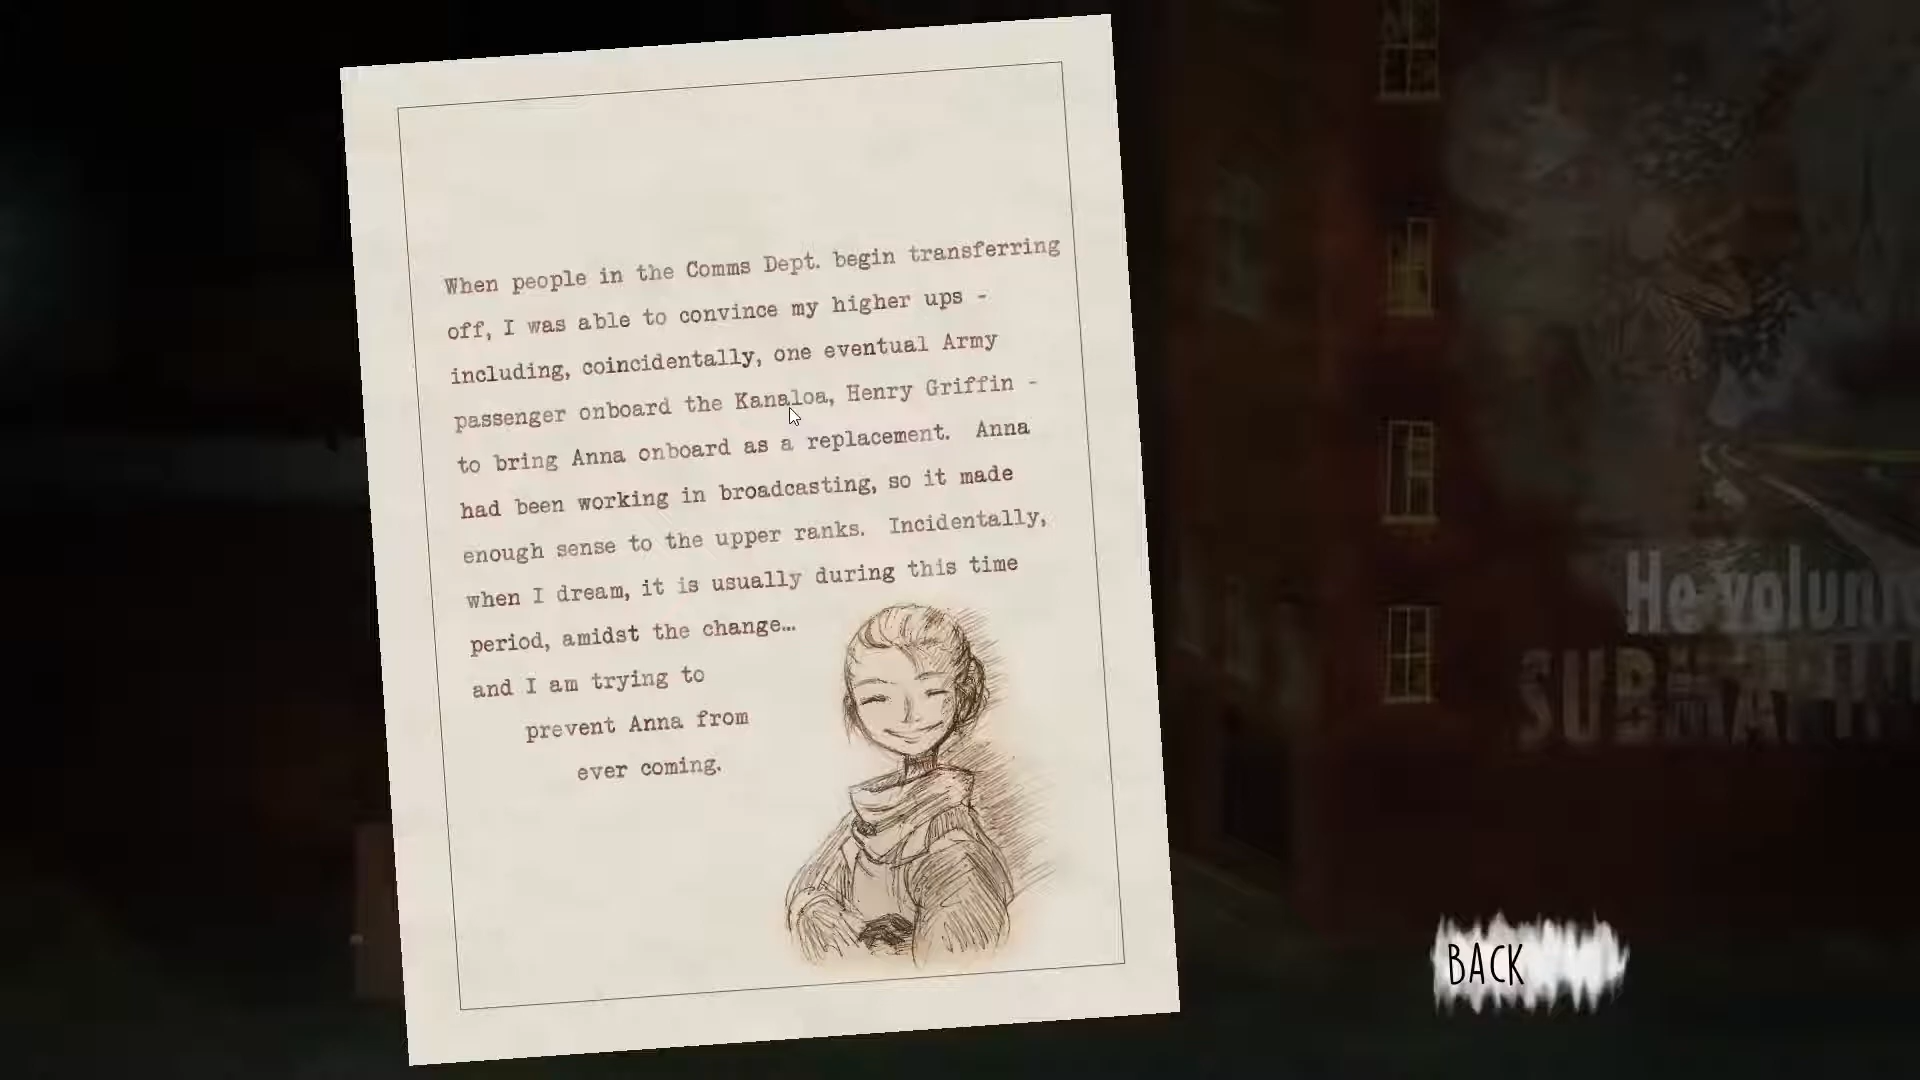 When people in the Comms Dept. begin transferring
off, I was able to convince my higher ups -
including, coincidentally, one eventual Army
passenger onboard the Kanaloa, Henry Griffin -
to bring Anna onboard as a replacement.  Anna
had been working in broadcasting, so it made
enough sense to the upper ranks.  Incidentally,
when I dream, it is usually during this time
period, amidst the change...
and I am trying to
prevent Anna from
ever coming.
He
BACK